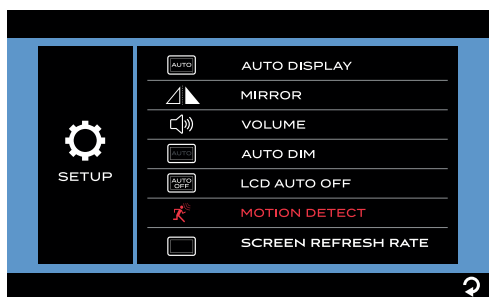 AUTO AUTO DISPLAY
MIRROR
VOLUME
AUTO AUTO DIM
SETUP
AUTO OFF LCD AUTO OFF
MOTION DETECT
SCREEN REFRESH RATE